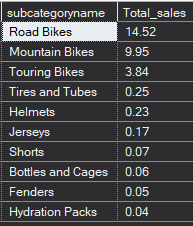 subcategoryname Total_sales
Road Bikes 14.52
Mountain Bikes 9.95
Touring Bikes 3.84
Tires and Tubes 0.25
Helmets 0.23
Jerseys 0.17
Shorts 0.07
Bottles and Cages 0.06
Fenders 0.05
Hydration Packs 0.04